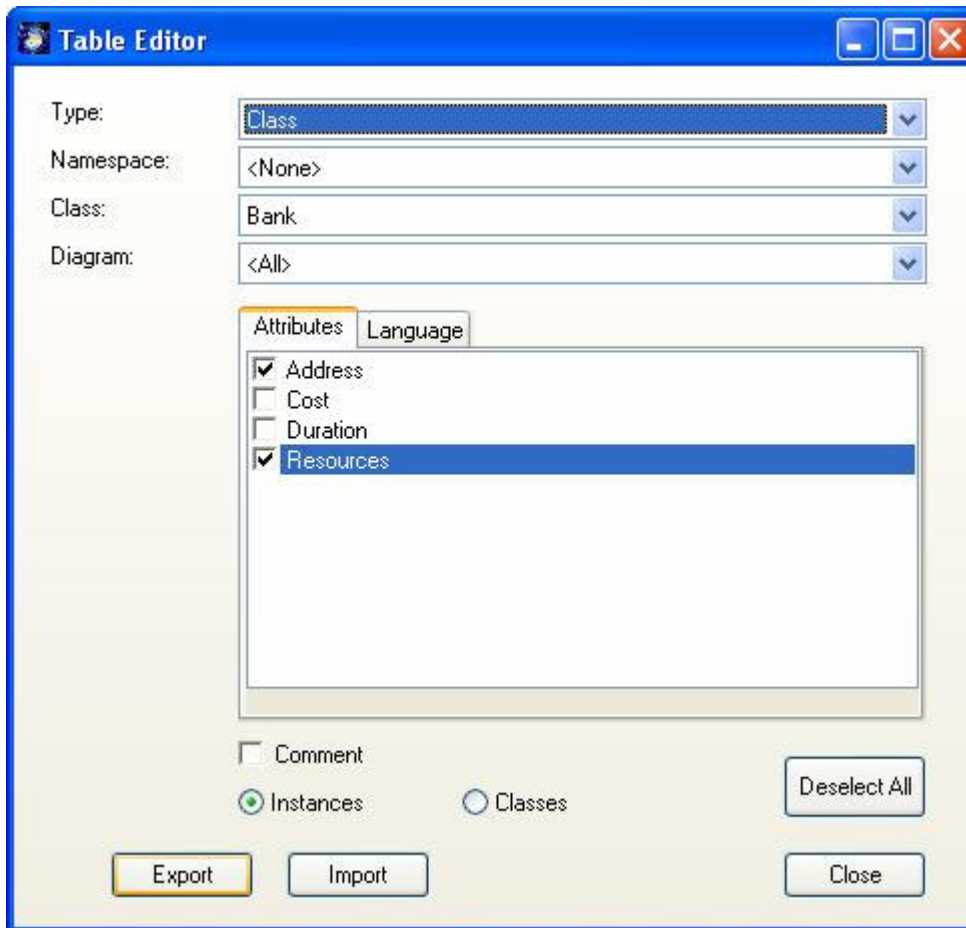 Table Editor
Type: Class
Namespace: <None>
Class: Bank
Diagram: <All>
Attributes Language
Address
Cost
Duration
Resources
Comment
Instances Classes
Deselect All
Export Import Close